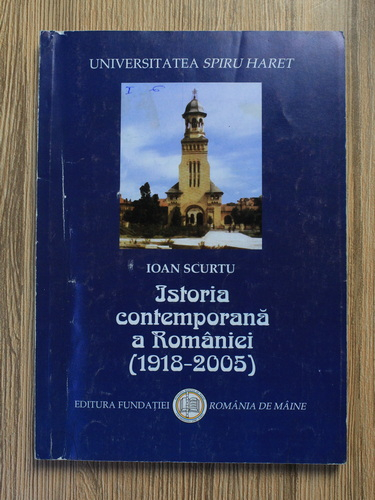 UNIVERSITATEA SPIRU HARET
IOAN SCURTU
Istoria
contemporană
a României
(1918-2005)
EDITURA FUNDAȚIEI ROMÂNIA DE MÂINE